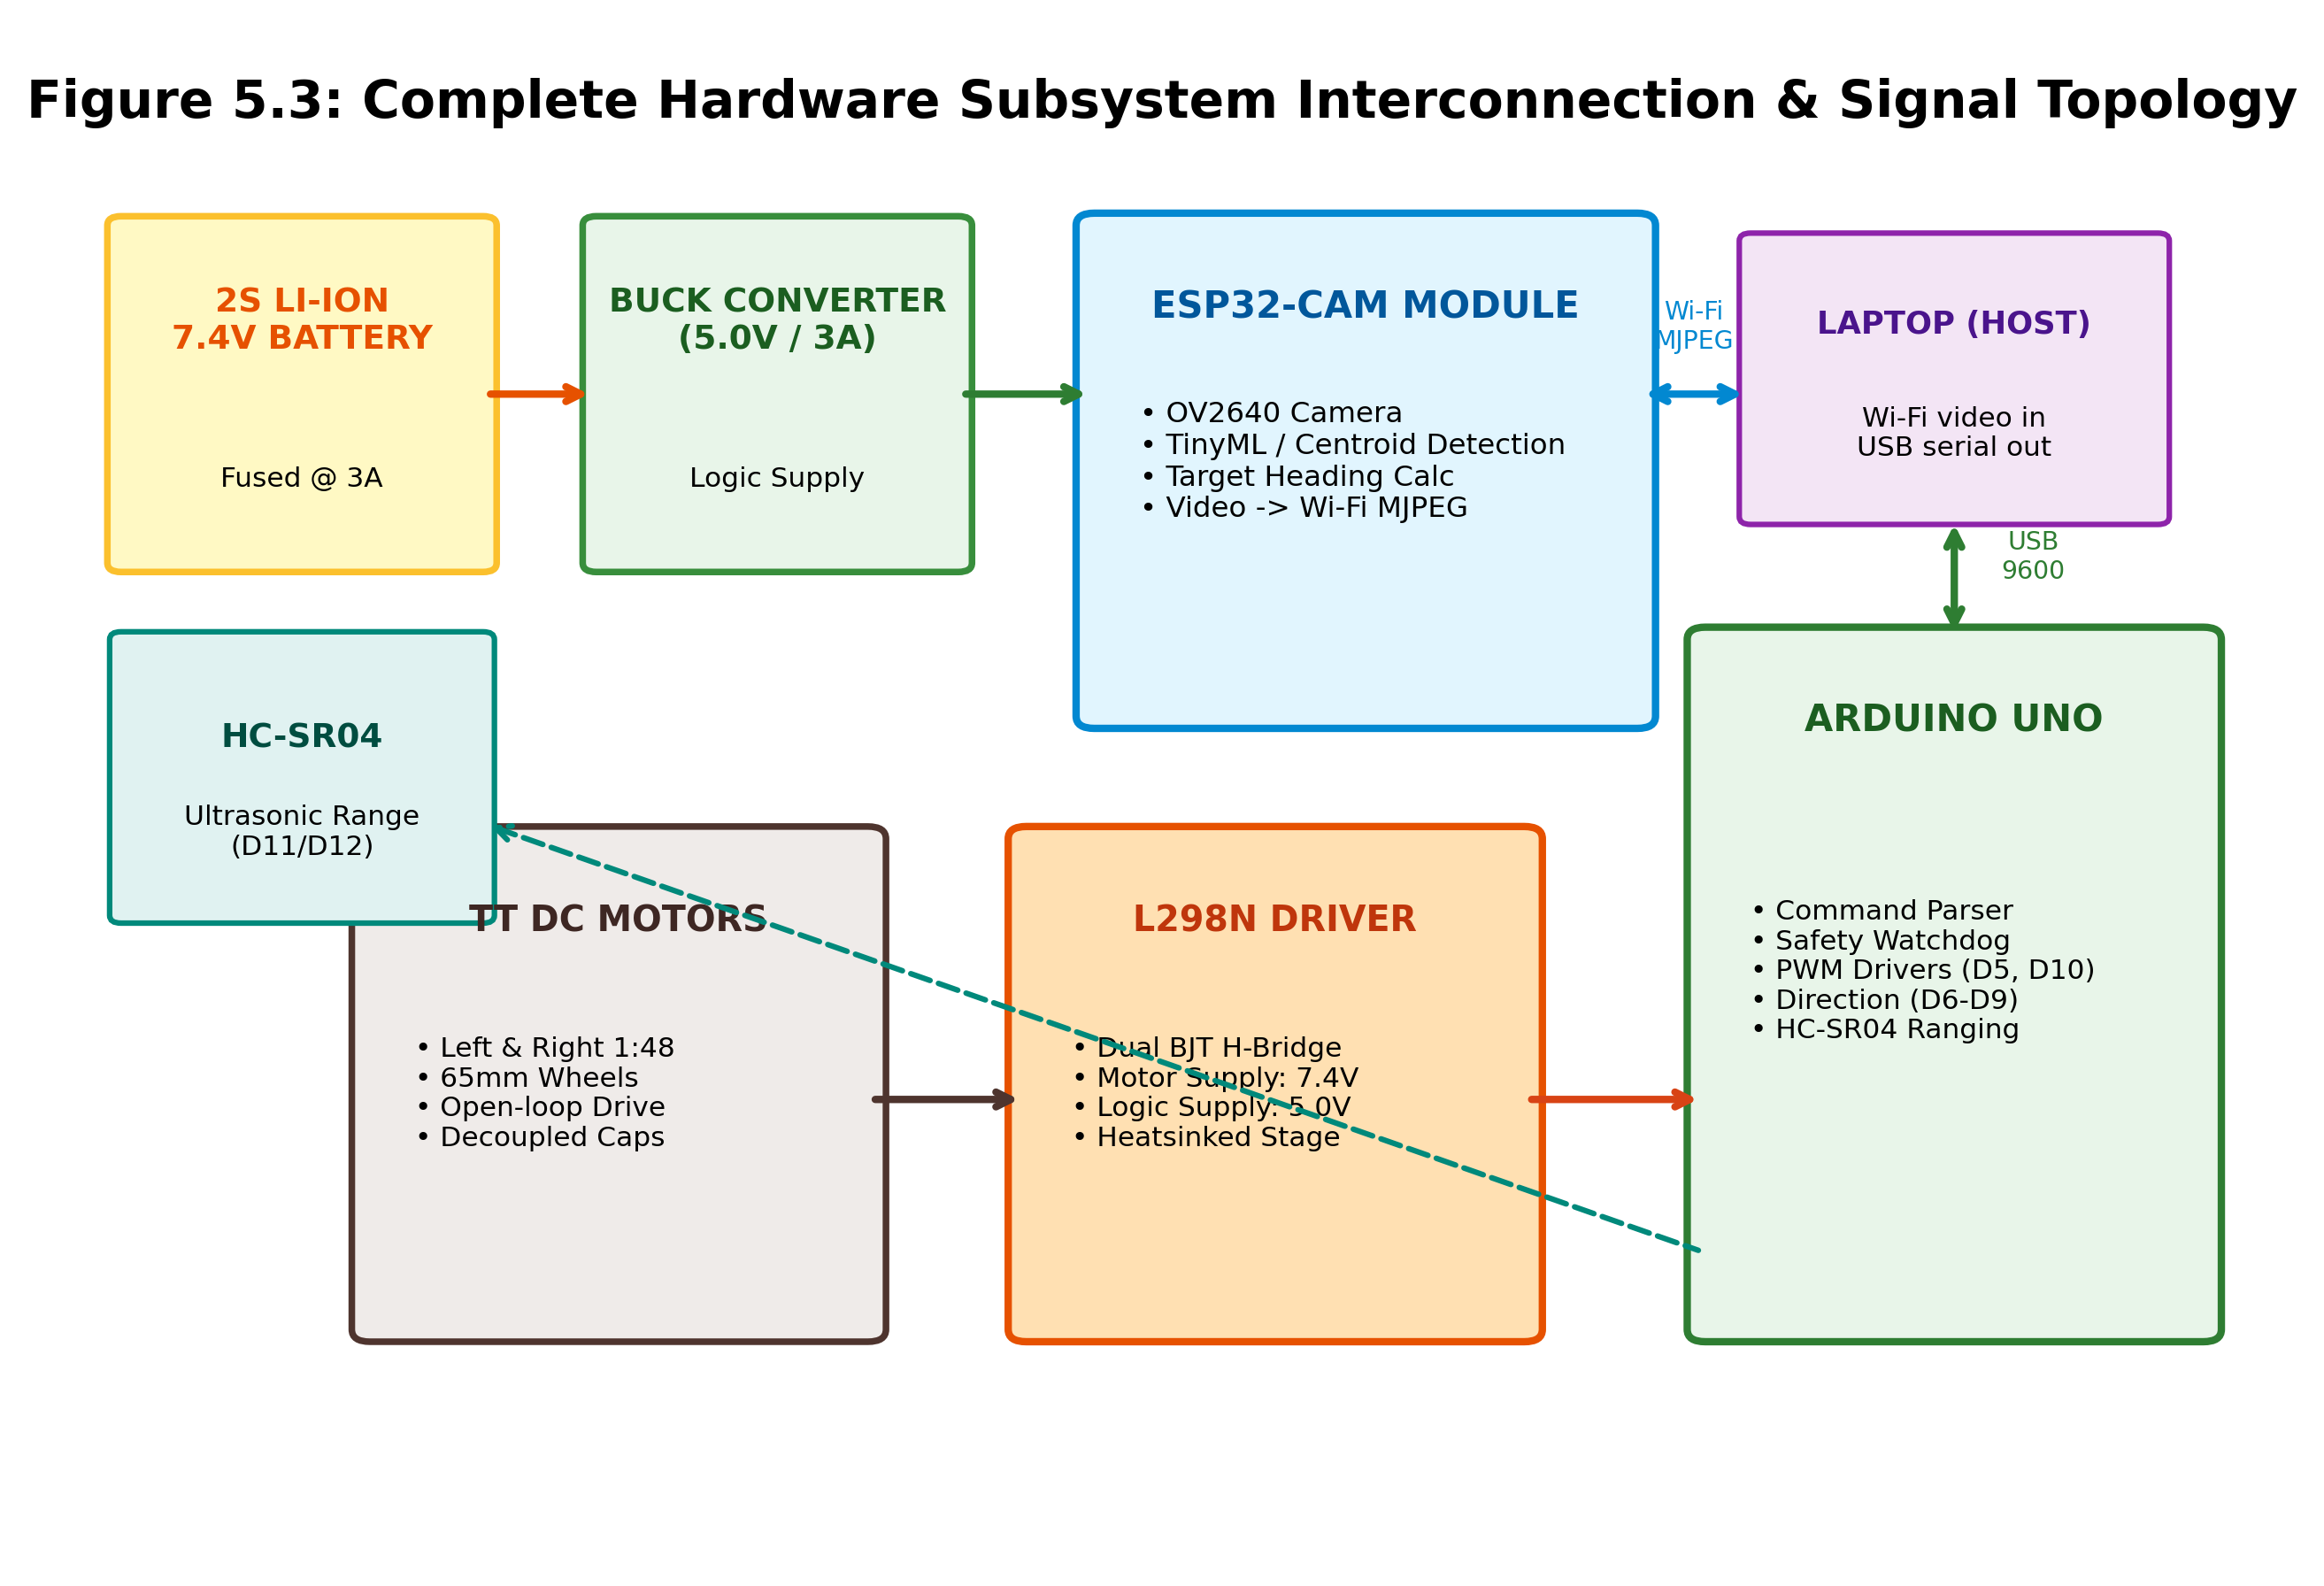 Figure 5.3: Complete Hardware Subsystem Interconnection & Signal Topology
2S LI-ION
7.4V BATTERY
Fused @ 3A
BUCK CONVERTER
(5.0V / 3A)
Logic Supply
ESP32-CAM MODULE
• OV2640 Camera
• TinyML / Centroid Detection
• Target Heading Calc
• Video -> Wi-Fi MJPEG
Wi-Fi
MJPEG
LAPTOP (HOST)
Wi-Fi video in
USB serial out
USB
9600
HC-SR04
Ultrasonic Range
(D11/D12)
TT DC MOTORS
• Left & Right 1:48
• 65mm Wheels
• Open-loop Drive
• Decoupled Caps
L298N DRIVER
• Dual BJT H-Bridge
• Motor Supply: 7.4V
• Logic Supply: 5.0V
• Heatsinked Stage
ARDUINO UNO
• Command Parser
• Safety Watchdog
• PWM Drivers (D5, D10)
• Direction (D6-D9)
• HC-SR04 Ranging